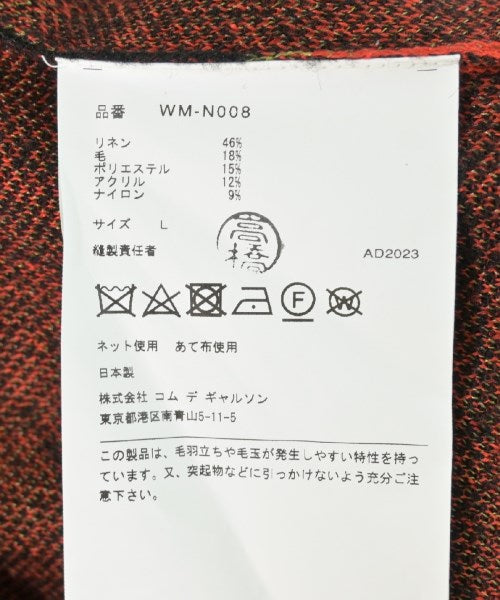 品番 WM-N008
リネン 46%
毛 18%
ポリエステル 15%
アクリル 12%
ナイロン 9%
サイズ L
高橋
縫製責任者 AD2023
F W
ネット使用 あて布使用
日本製
株式会社 コム デ ギャルソン
東京都港区南青山5-11-5
この製品は、毛羽立ちや毛玉が発生しやすい特性を持っ
ています。又、突起物などに引っかけないよう充分ご注
意下さい。